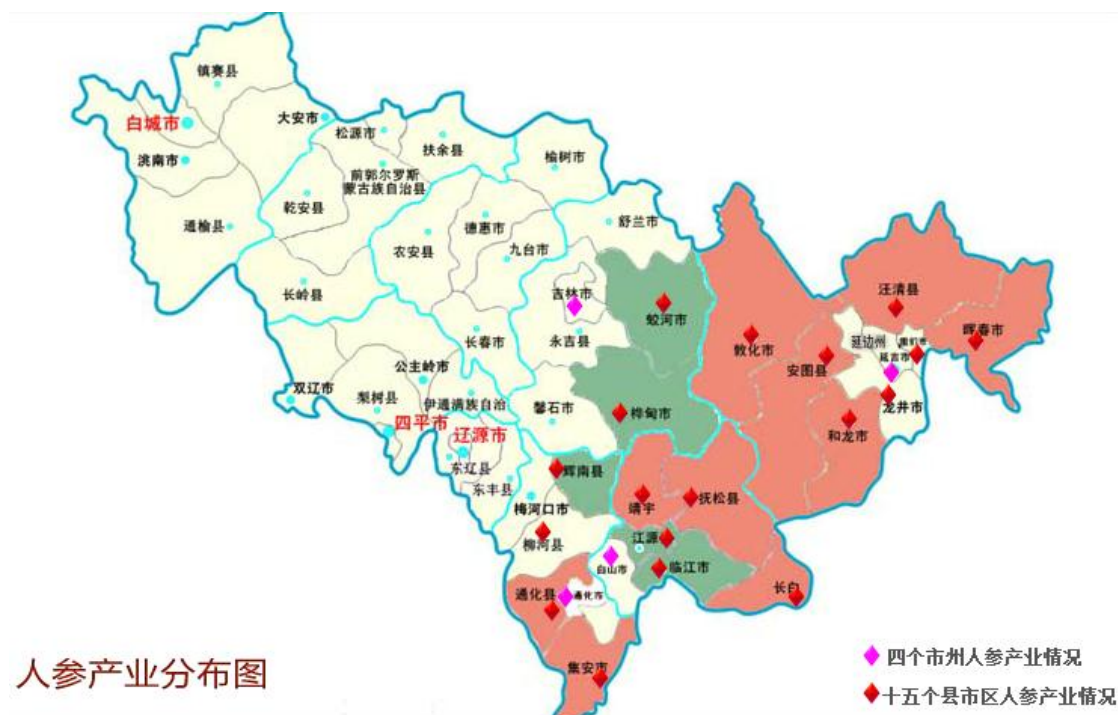 镇赛县
白城市
大安市
松源市
扶余县
洮南市
前郭尔罗斯
蒙古族自治县
榆树市
乾安县
通榆县
德惠市
舒兰市
农安县
九台市
长岭县
吉林市
蛟河市
汪清县
珲春市
永吉县
长春市
敦化市
延边州
图们市
延吉市
安图县
公主岭市
双辽市
梨树县
伊通满族自治
四平市
磐石市
桦甸市
龙井市
和龙市
辽源市
东辽县
辉南县
东丰县
梅河口市
靖宇
抚松县
柳河县
江源
白山市
临江市
通化县
通化市
长白
集安市
人参产业分布图
四个市州人参产业情况
十五个县市区人参产业情况